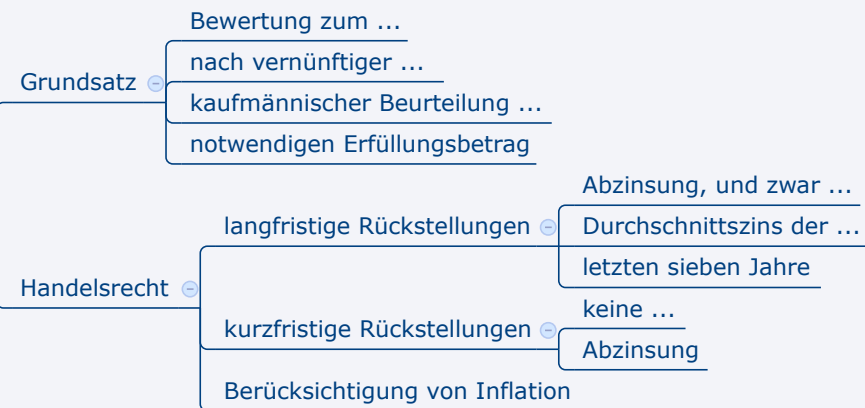 Grundsatz
Bewertung zum ...
nach vernünftiger ...
kaufmännischer Beurteilung ...
notwendigen Erfüllungsbetrag
Handelsrecht
langfristige Rückstellungen
Abzinsung, und zwar ...
Durchschnittszins der ...
letzten sieben Jahre
kurzfristige Rückstellungen
keine ...
Abzinsung
Berücksichtigung von Inflation